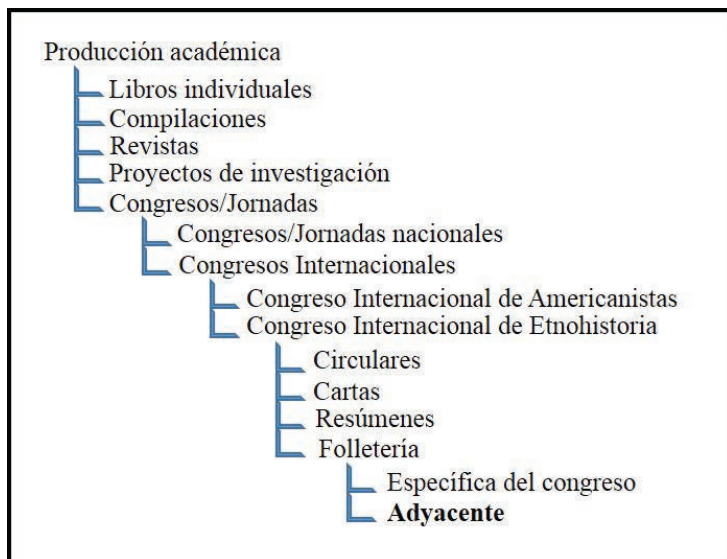 Producción académica
Libros individuales
Compilaciones
Revistas
Proyectos de investigación
Congresos/Jornadas
Congresos/Jornadas nacionales
Congresos Internacionales
Congreso Internacional de Americanistas
Congreso Internacional de Etnohistoria
Circulares
Cartas
Resúmenes
Folletería
Específica del congreso
Adyacente